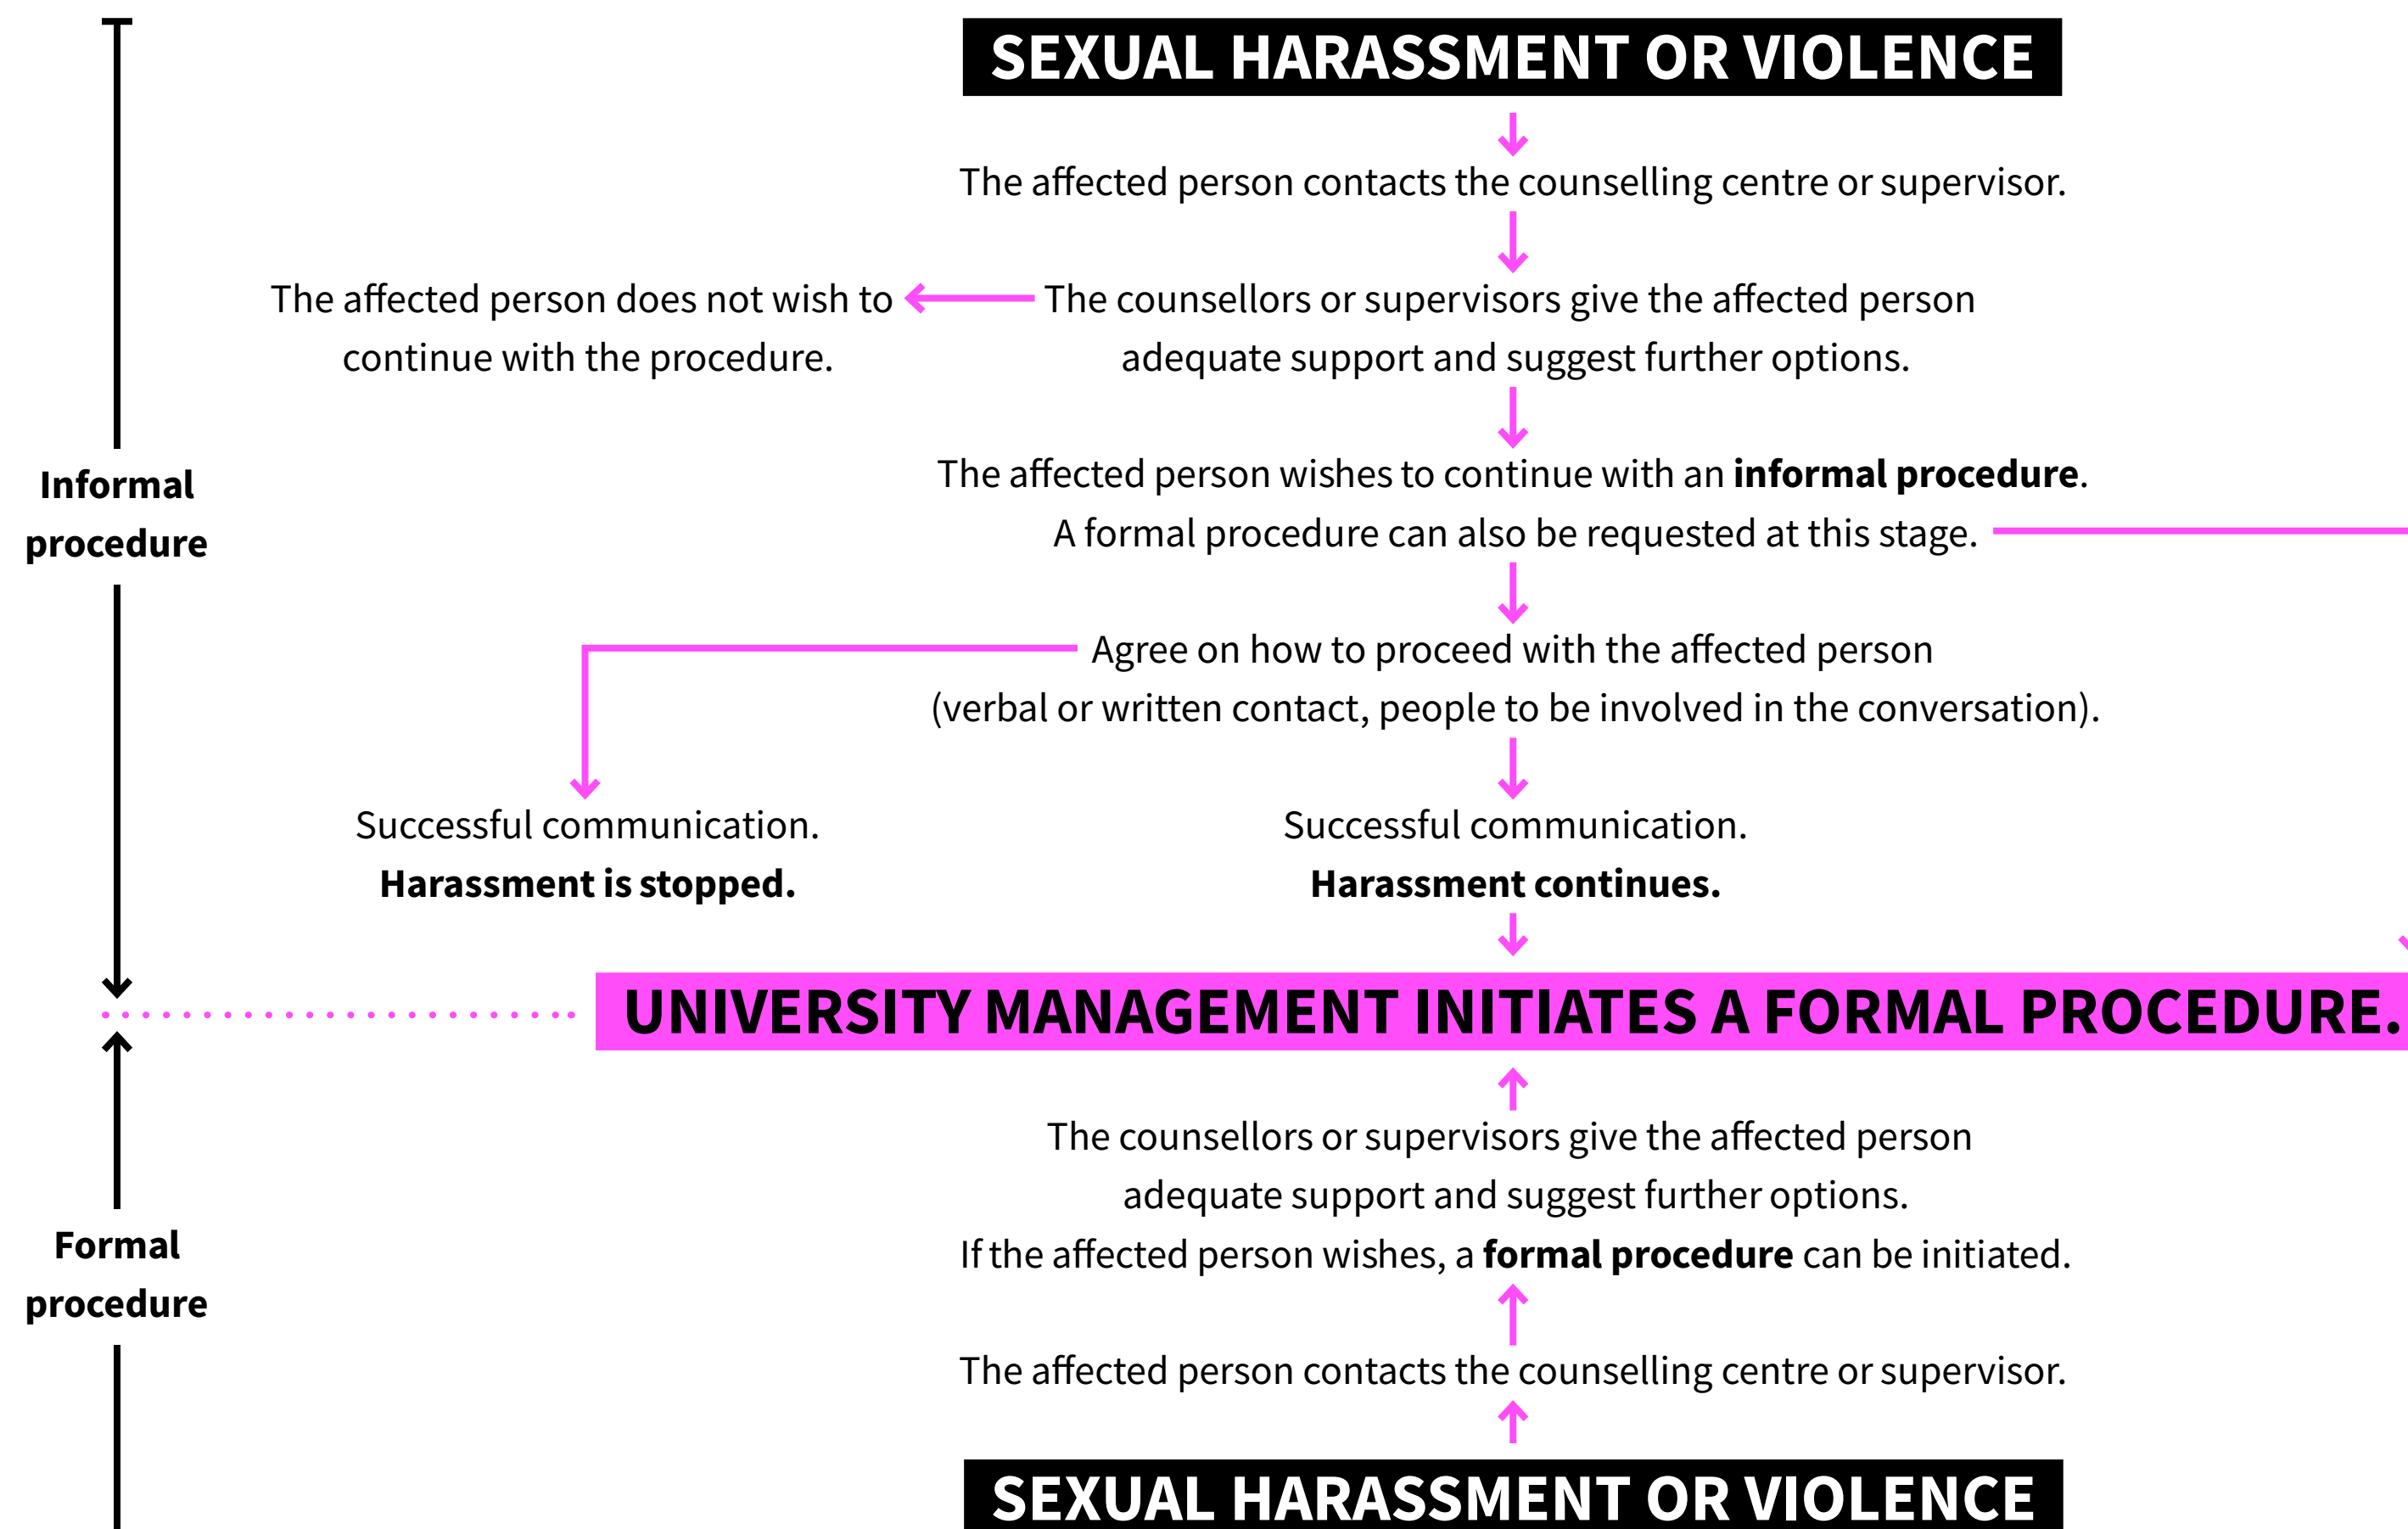 SEXUAL HARASSMENT OR VIOLENCE
The affected person contacts the counselling centre or supervisor.
The affected person does not wish to
continue with the procedure.
The counsellors or supervisors give the affected person
adequate support and suggest further options.
Informal
procedure
The affected person wishes to continue with an informal procedure.
A formal procedure can also be requested at this stage.
Agree on how to proceed with the affected person
(verbal or written contact, people to be involved in the conversation).
Successful communication.
Harassment is stopped.
Successful communication.
Harassment continues.
UNIVERSITY MANAGEMENT INITIATES A FORMAL PROCEDURE.
The counsellors or supervisors give the affected person
adequate support and suggest further options.
If the affected person wishes, a formal procedure can be initiated.
Formal
procedure
The affected person contacts the counselling centre or supervisor.
SEXUAL HARASSMENT OR VIOLENCE